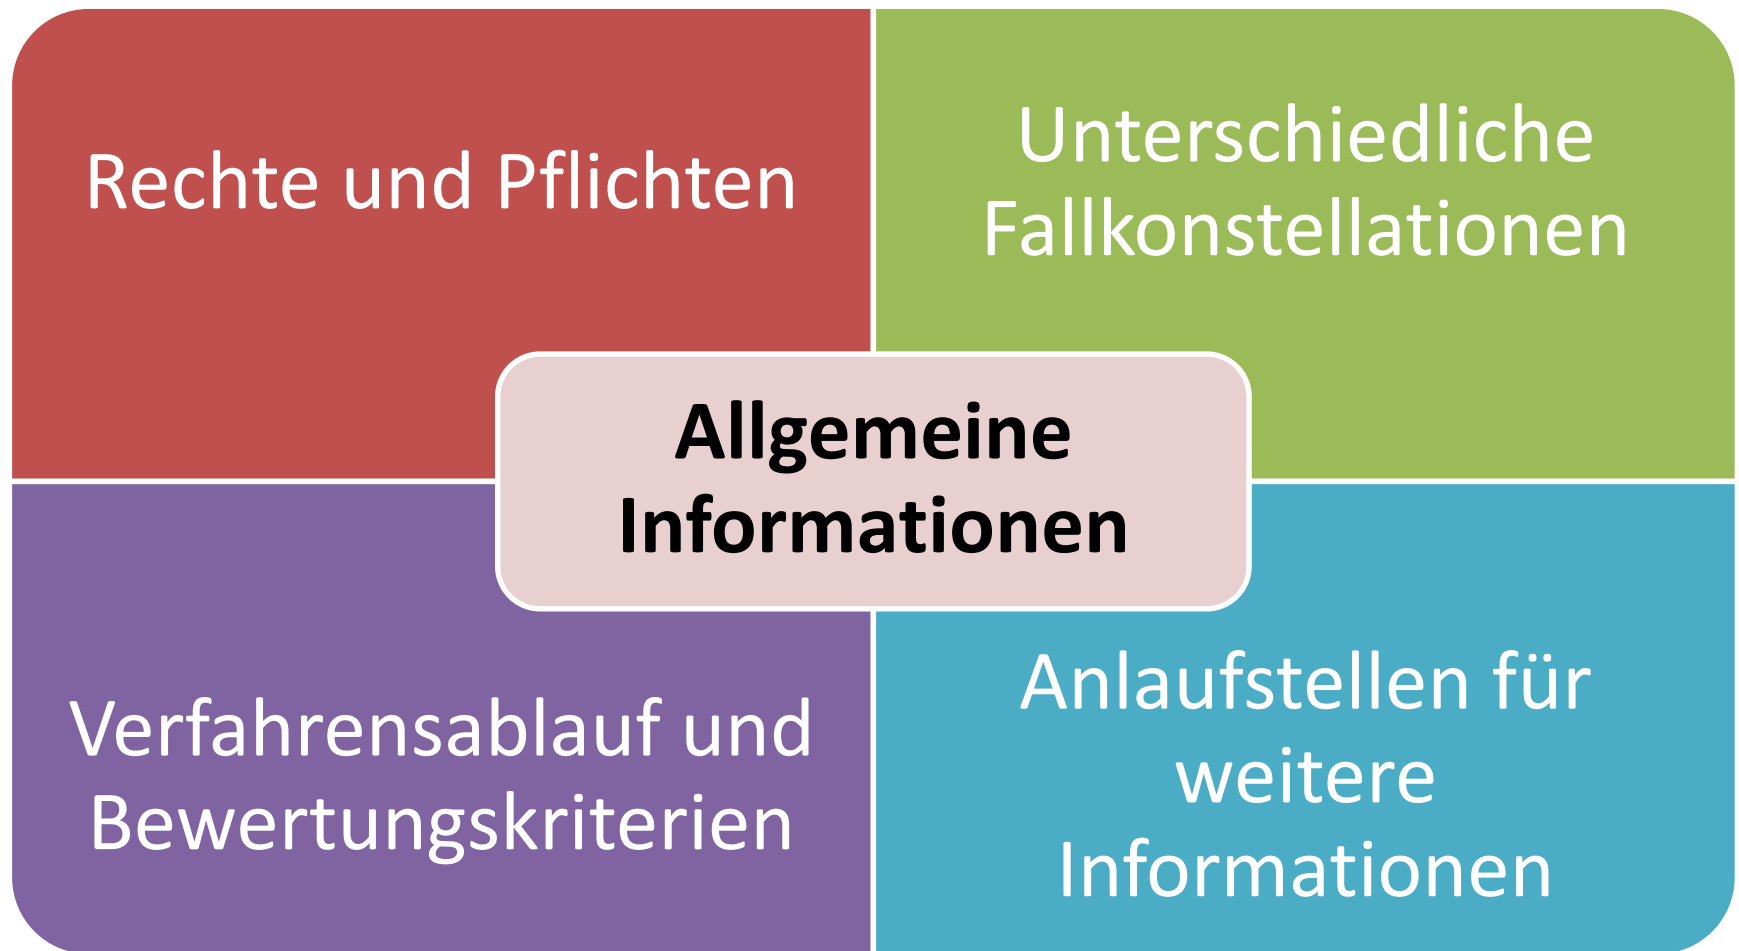 Rechte und Pflichten
Unterschiedliche
Fallkonstellationen
Allgemeine
Informationen
Verfahrensablauf und
Bewertungskriterien
Anlaufstellen für
weitere
Informationen